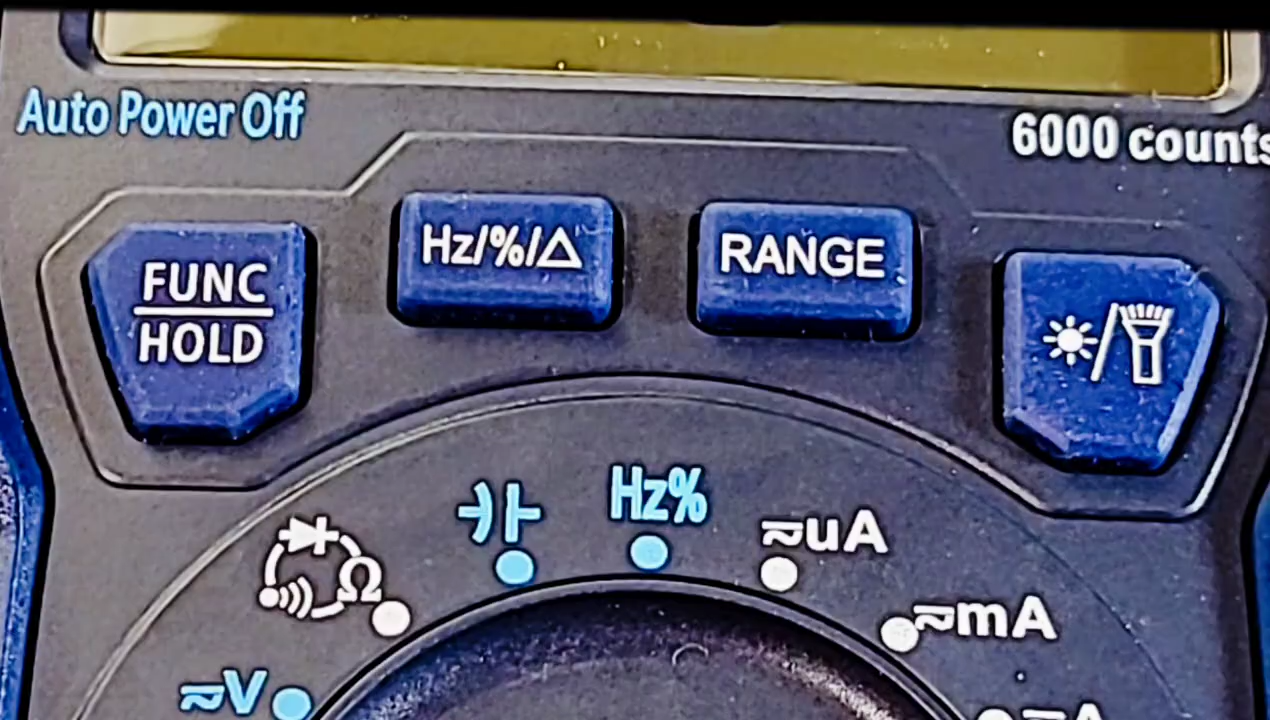 Auto Power Off
6000 counts
FUNC
HOLD
Hz/%/△
RANGE
Hz%
≂uA
Ω
≂mA
≂V
≂A